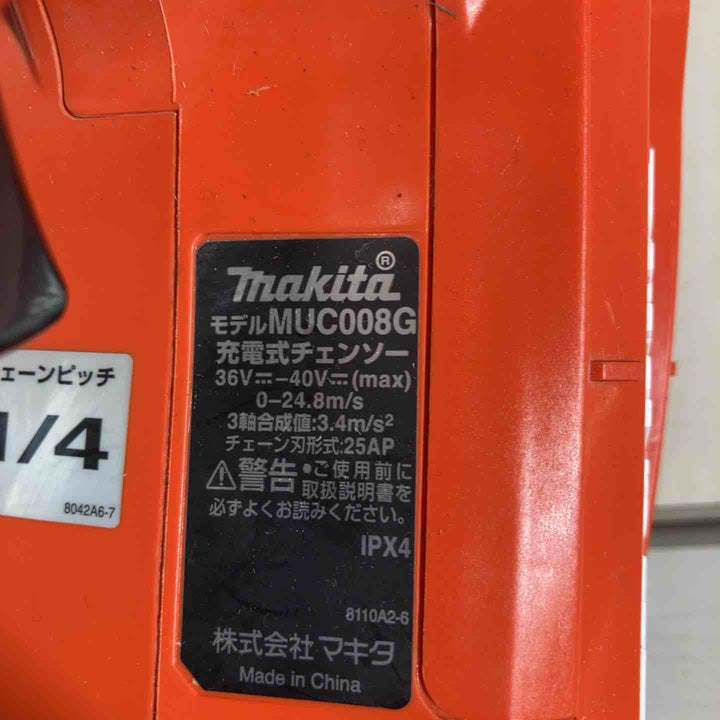 makita®
モデルMUC008G
充電式チェンソー
36V⎓-40V⎓(max)
0-24.8m/s
3軸合成値:3.4m/s²
チェーン刃形式:25AP
⚠警告 •ご使用前に
取扱説明書を
必ずよくお読みください。
IPX4
8110A2-6
株式会社マキタ
Made in China
ェーンピッチ
1/4
8042A6-7